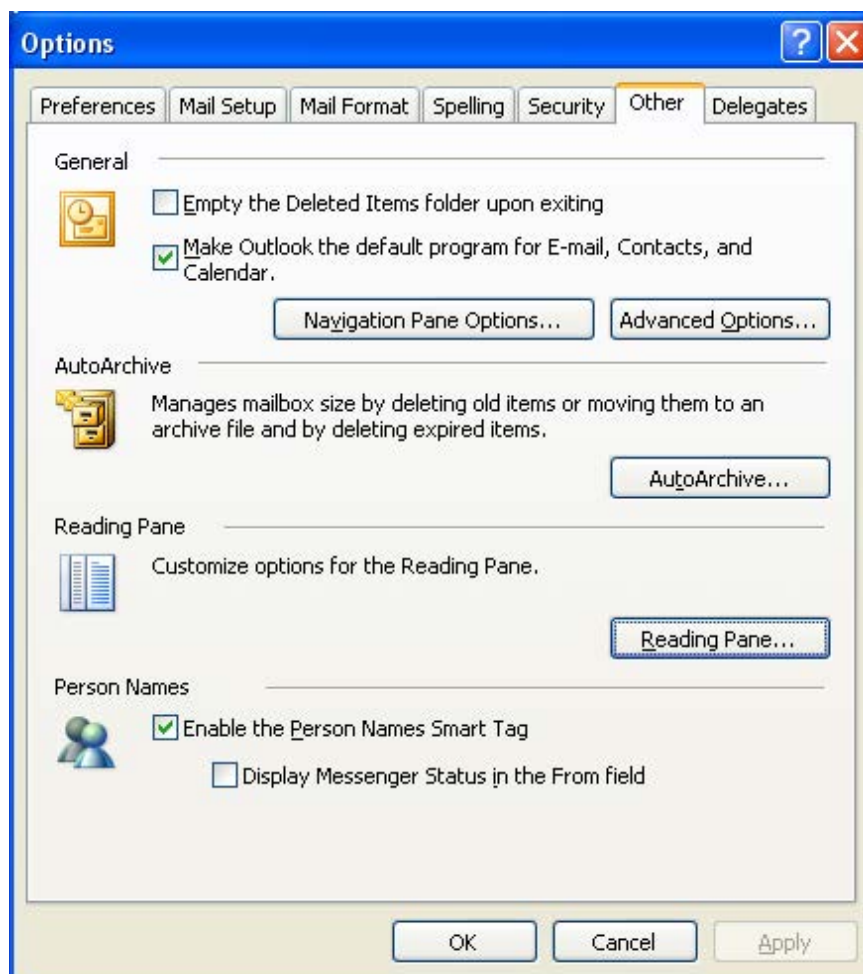 Options
Preferences Mail Setup Mail Format Spelling Security Other Delegates
General
Empty the Deleted Items folder upon exiting
Make Outlook the default program for E-mail, Contacts, and
Calendar.
Navigation Pane Options... Advanced Options...
AutoArchive
Manages mailbox size by deleting old items or moving them to an
archive file and by deleting expired items.
AutoArchive...
Reading Pane
Customize options for the Reading Pane.
Reading Pane...
Person Names
Enable the Person Names Smart Tag
Display Messenger Status in the From field
OK Cancel Apply